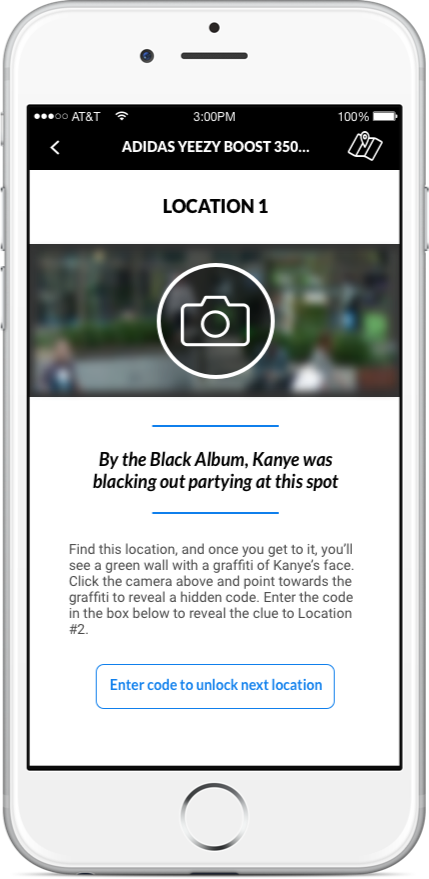 AT&T 3:00PM 100%
ADIDAS YEEZY BOOST 350...
LOCATION 1
By the Black Album, Kanye was
blacking out partying at this spot
Find this location, and once you get to it, you’ll
see a green wall with a graffiti of Kanye’s face.
Click the camera above and point towards the
graffiti to reveal a hidden code. Enter the code
in the box below to reveal the clue to Location
#2.
Enter code to unlock next location